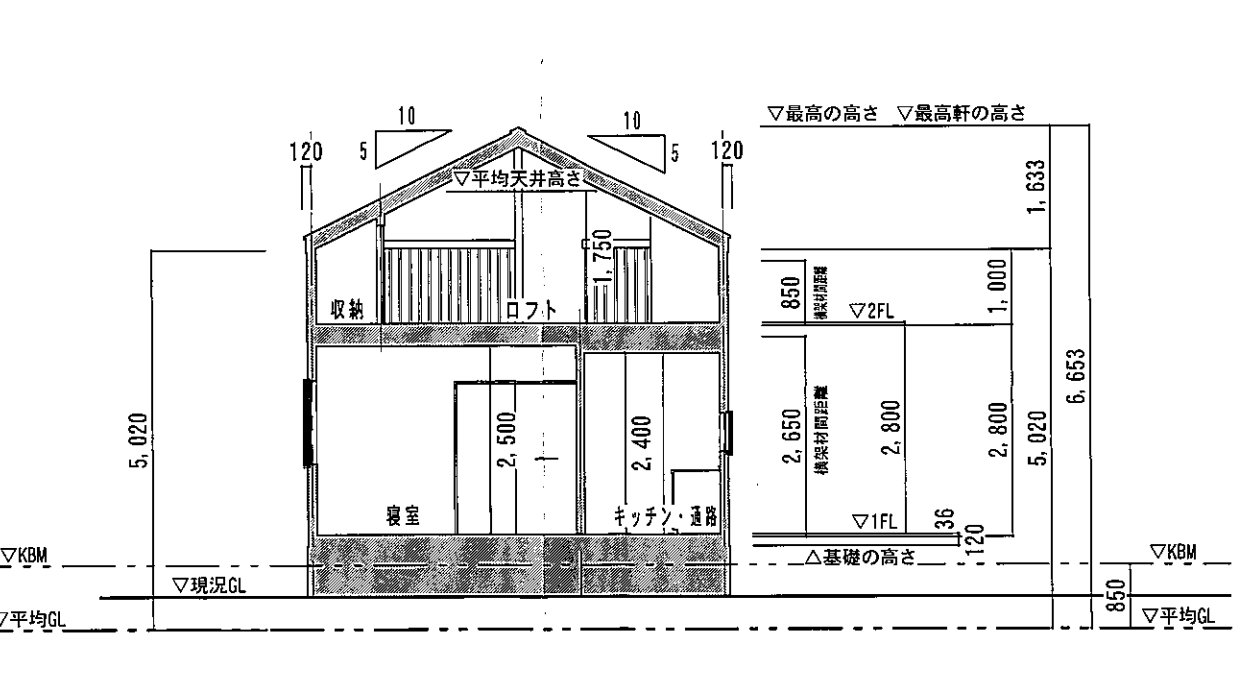 ▽最高の高さ ▽最高軒の高さ
10
5
10
5
120
120
▽平均天井高さ
1,633
1,750
850
横架材間距離
1,000
収納
ロフト
▽2FL
6,653
5,020
2,500
2,400
2,650
横架材間距離
2,800
2,800
5,020
寝室
キッチン・通路
▽1FL
36
120
△基礎の高さ
▽KBM
▽KBM
▽現況GL
850
▽平均GL
▽平均GL